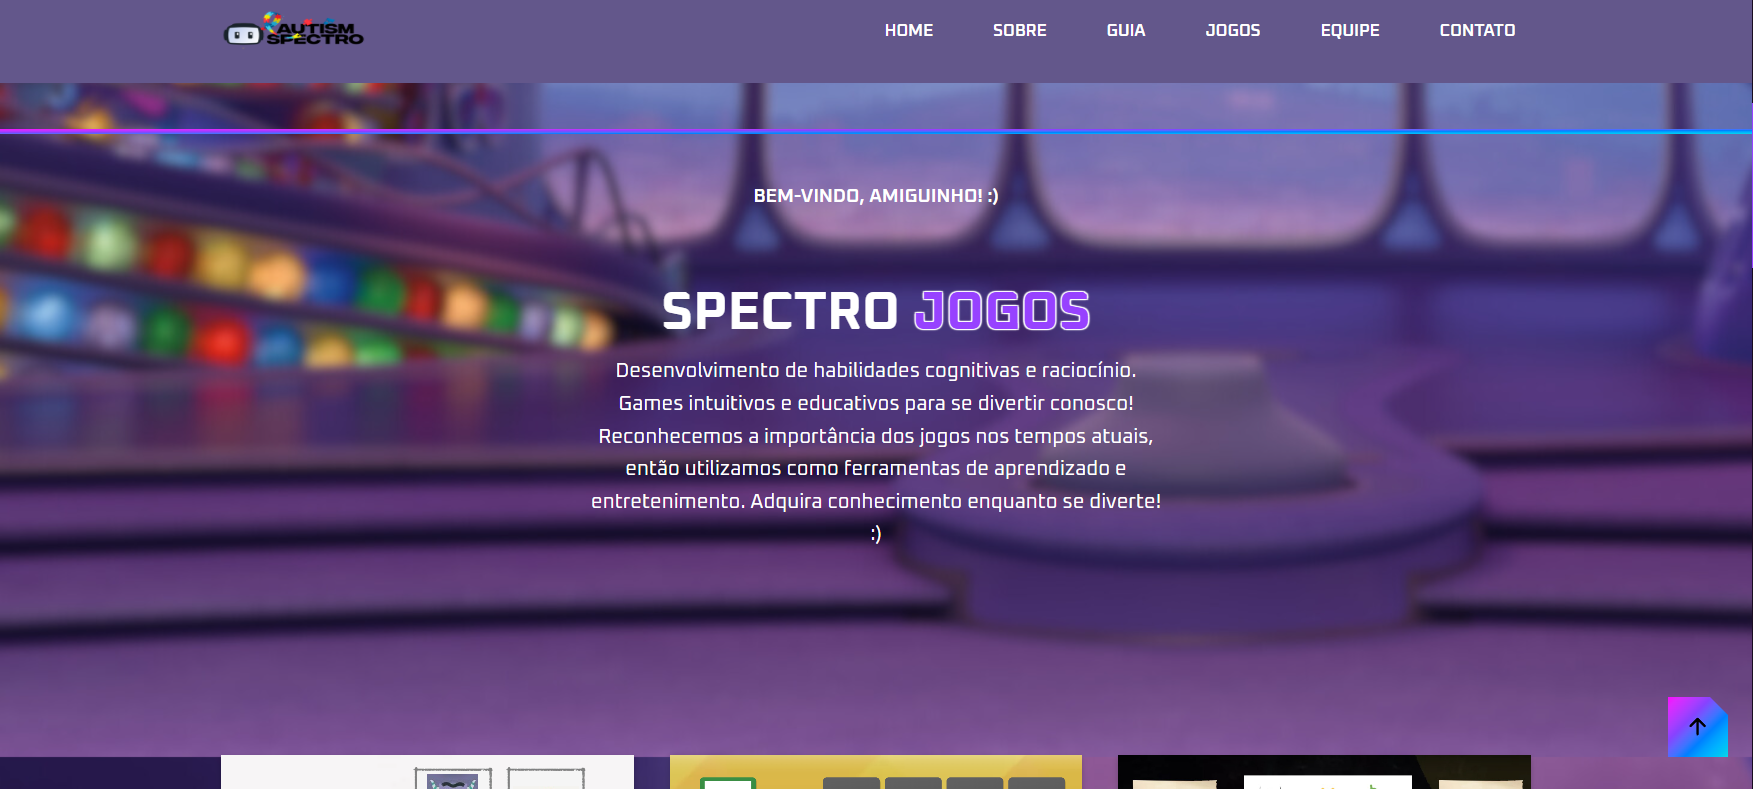 AUTISM
SPECTRO
HOME SOBRE GUIA JOGOS EQUIPE CONTATO
BEM-VINDO, AMIGUINHO! :)
SPECTRO JOGOS
Desenvolvimento de habilidades cognitivas e raciocínio.
Games intuitivos e educativos para se divertir conosco!
Reconhecemos a importância dos jogos nos tempos atuais,
então utilizamos como ferramentas de aprendizado e
entretenimento. Adquira conhecimento enquanto se diverte!
:)